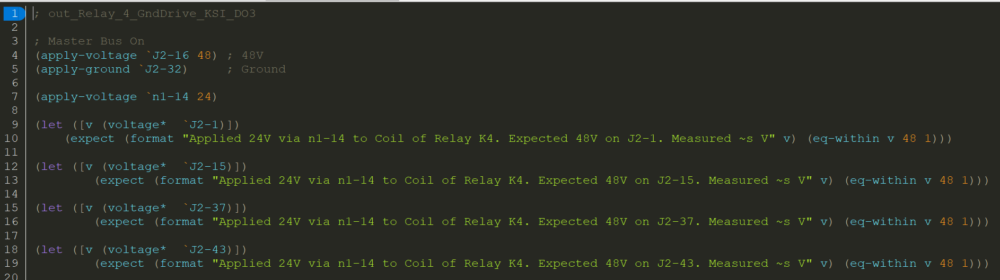 1 ; out_Relay_4_GndDrive_KSI_DO3
2
3 ; Master Bus On
4 (apply-voltage `J2-16 48) ; 48V
5 (apply-ground `J2-32)     ; Ground
6
7 (apply-voltage `n1-14 24)
8
9 (let ([v (voltage*  `J2-1)])
10     (expect (format "Applied 24V via n1-14 to Coil of Relay K4. Expected 48V on J2-1. Measured ~s V" v) (eq-within v 48 1)))
11
12 (let ([v (voltage*  `J2-15)])
13         (expect (format "Applied 24V via n1-14 to Coil of Relay K4. Expected 48V on J2-15. Measured ~s V" v) (eq-within v 48 1)))
14
15 (let ([v (voltage*  `J2-37)])
16         (expect (format "Applied 24V via n1-14 to Coil of Relay K4. Expected 48V on J2-37. Measured ~s V" v) (eq-within v 48 1)))
17
18 (let ([v (voltage*  `J2-43)])
19         (expect (format "Applied 24V via n1-14 to Coil of Relay K4. Expected 48V on J2-43. Measured ~s V" v) (eq-within v 48 1)))
20